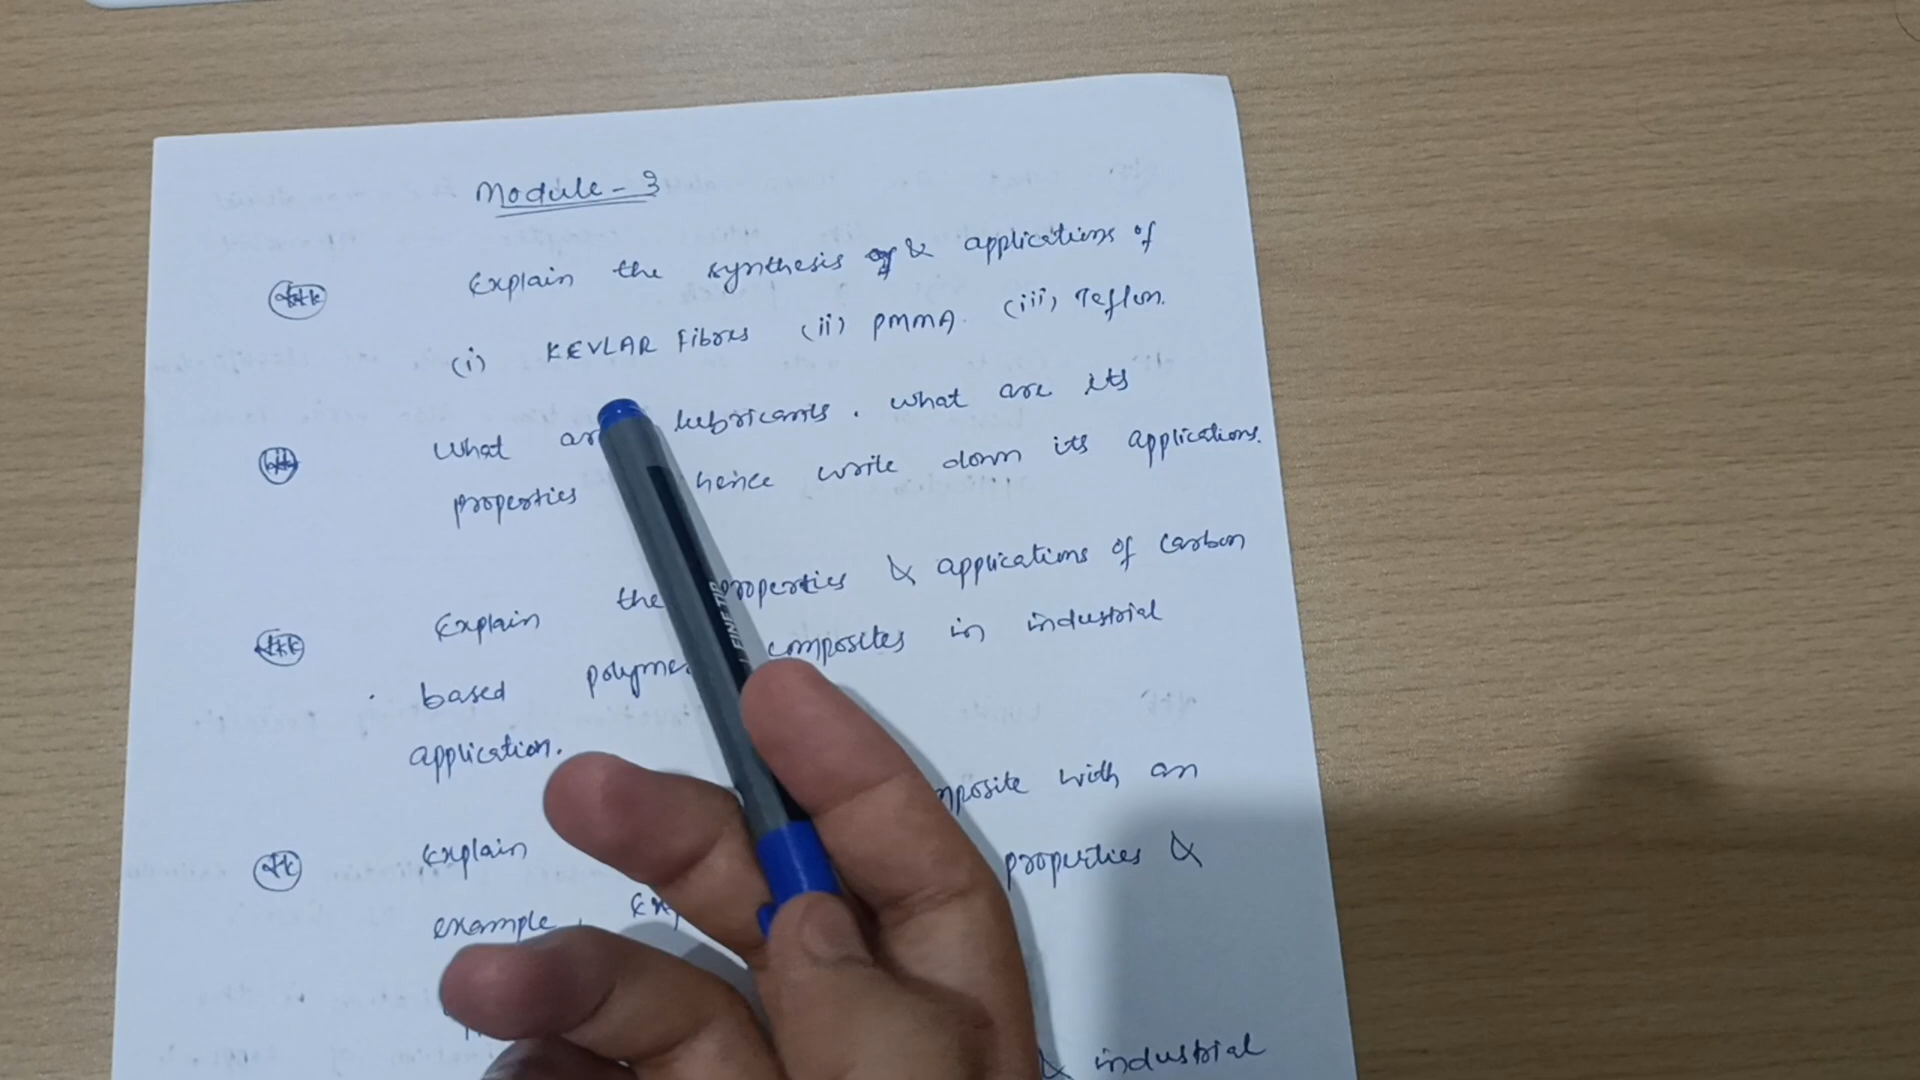 Module - 3
*** Explain the synthesis & applications of
(i) KEVLAR Fibres (ii) PMMA. (iii) Teflon.
What are lubricants. What are its
properties hence write down its applications.
*** Explain the properties & applications of carbon
based polymer composites in industrial
application.
** Explain with an
example, properties &
& industrial